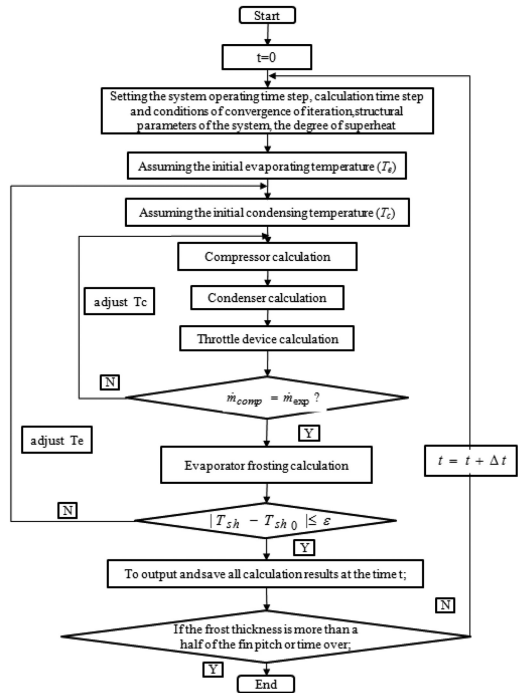 Start
t=0
Setting the system operating time step, calculation time step
and conditions of convergence of iteration,structural
parameters of the system, the degree of superheat
Assuming the initial evaporating temperature (Te)
Assuming the initial condensing temperature (Tc)
Compressor calculation
adjust Tc
Condenser calculation
Throttle device calculation
N
ṁcomp = ṁexp ?
Y
adjust Te
Evaporator frosting calculation
t = t + Δt
N
| Tsh − Tsh0 |≤ ε
Y
To output and save all calculation results at the time t;
N
If the frost thickness is more than a
half of the fin pitch or time over;
Y
End